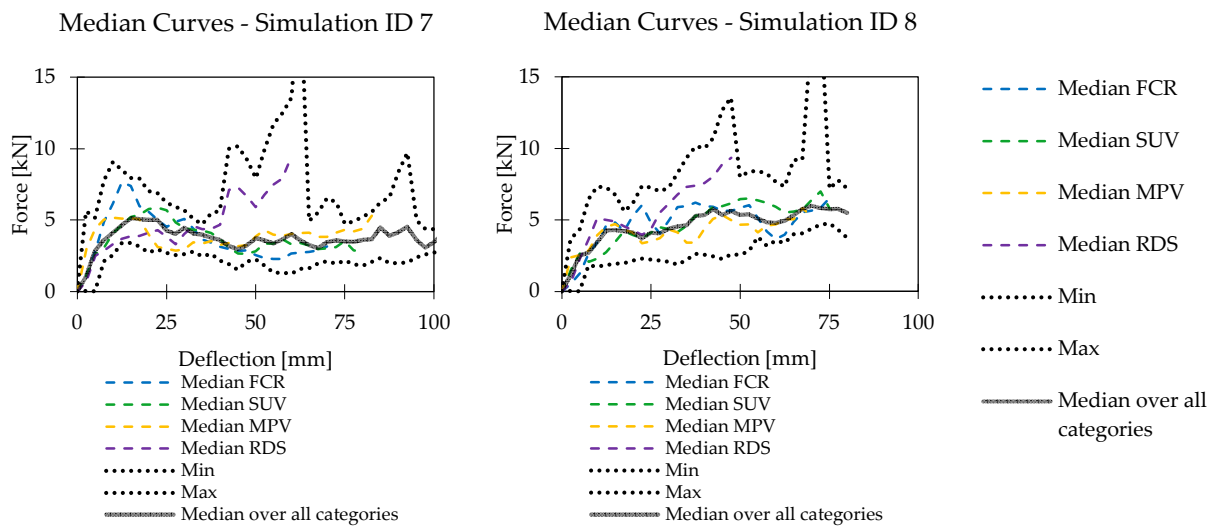 Median Curves - Simulation ID 7
15
10
5
0
Force [kN]
0 25 50 75 100
Deflection [mm]
Median FCR
Median SUV
Median MPV
Median RDS
Min
Max
Median over all categories
Median Curves - Simulation ID 8
15
10
5
0
Force [kN]
0 25 50 75 100
Deflection [mm]
Median FCR
Median SUV
Median MPV
Median RDS
Min
Max
Median over all categories
Median FCR
Median SUV
Median MPV
Median RDS
Min
Max
Median over all
categories